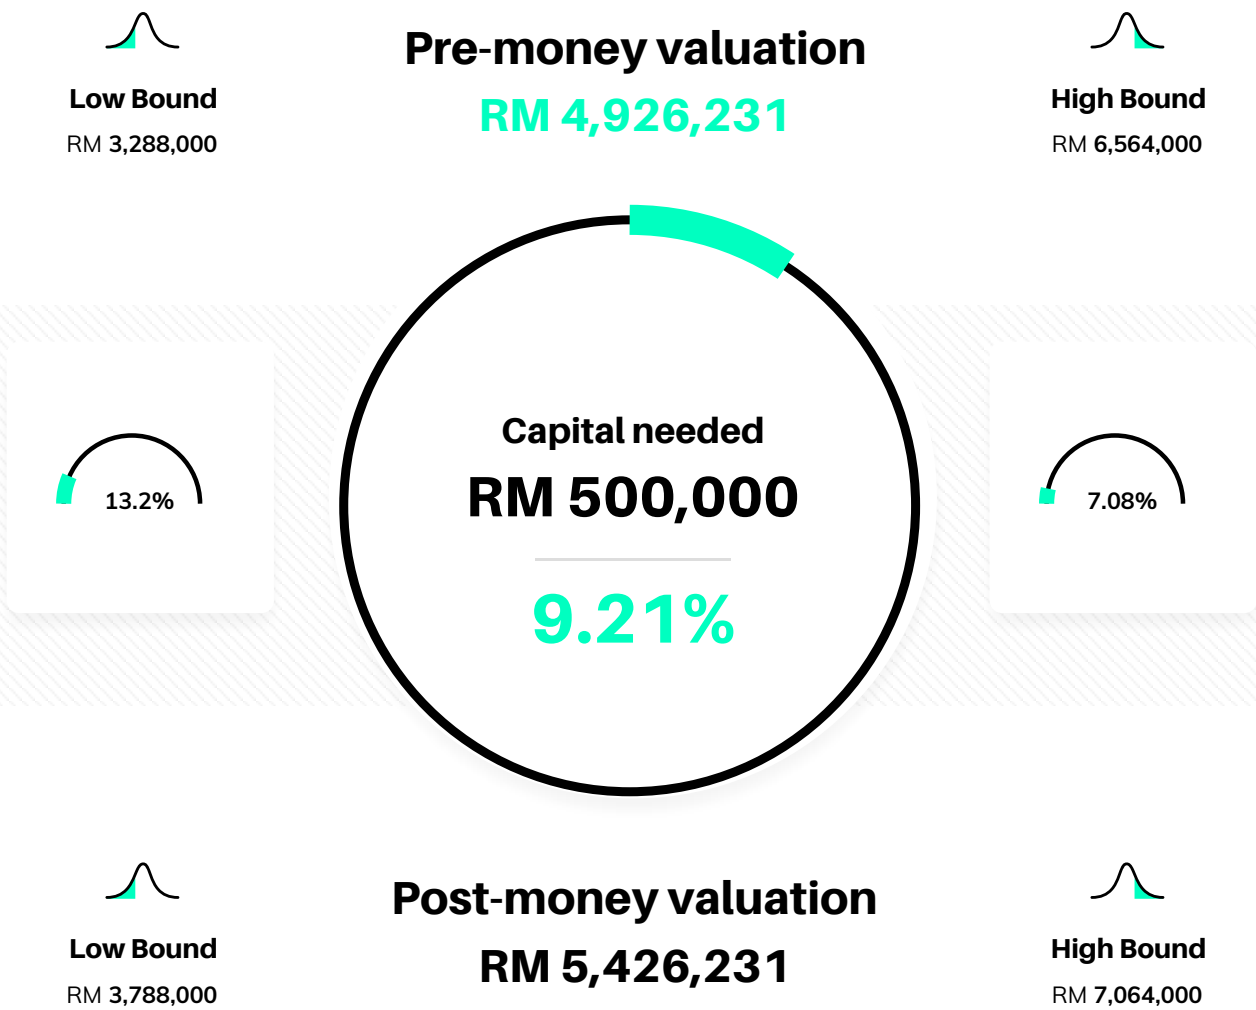 Pre-money valuation
RM 4,926,231
Low Bound
RM 3,288,000
High Bound
RM 6,564,000
Capital needed
RM 500,000
9.21%
13.2%
7.08%
Post-money valuation
RM 5,426,231
Low Bound
RM 3,788,000
High Bound
RM 7,064,000